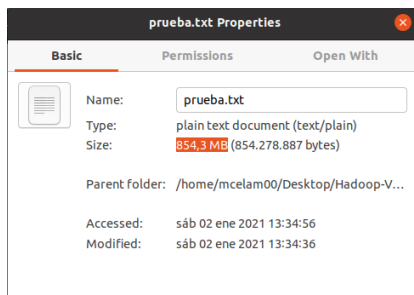 prueba.txt Properties
Basic Permissions Open With
Name: prueba.txt
Type: plain text document (text/plain)
Size: 854,3 MB (854.278.887 bytes)
Parent folder: /home/mcelam00/Desktop/Hadoop-V...
Accessed: sáb 02 ene 2021 13:34:56
Modified: sáb 02 ene 2021 13:34:36